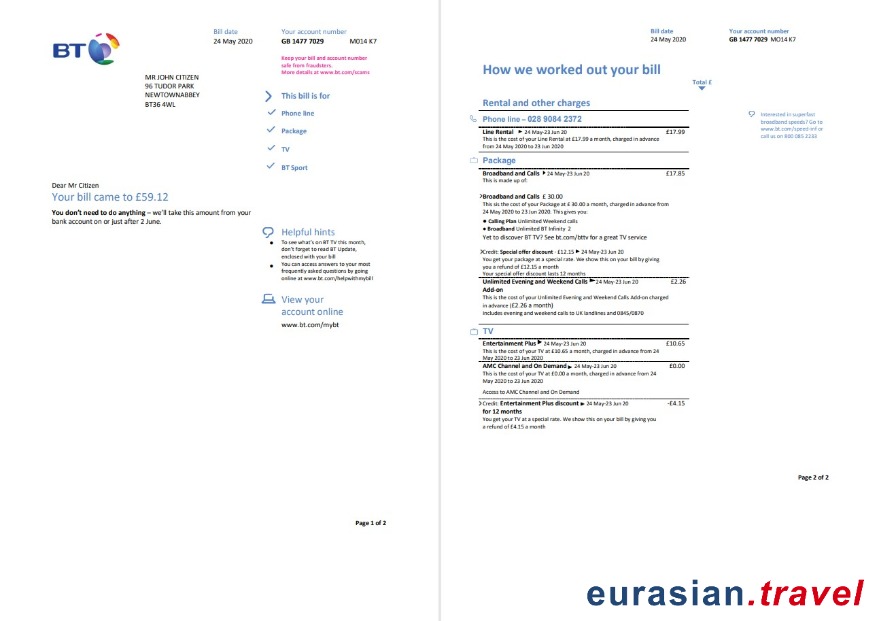 Bill date
24 May 2020
Your account number
GB 1477 7029 M014 K7
BT
Keep your bill and account number
safe from fraudsters.
More details at www.bt.com/scams
MR JOHN CITIZEN
96 TUDOR PARK
NEWTOWNABBEY
BT36 4WL
This bill is for
Phone line
Package
TV
BT Sport
Dear Mr Citizen
Your bill came to £59.12
You don't need to do anything – we'll take this amount from your
bank account on or just after 2 June.
Helpful hints
● To see what's on BT TV this month,
don't forget to read BT Update,
enclosed with your bill
● You can access answers to your most
frequently asked questions by going
online at www.bt.com/helpwithmybill
View your
account online
www.bt.com/mybt
Page 1 of 2
Bill date
24 May 2020
Your account number
GB 1477 7029 MO14 K7
How we worked out your bill
Total £
Rental and other charges
Phone line – 028 9084 2372
Line Rental ► 24 May-23 Jun 20 £17.99
This is the cost of your Line Rental at £17.99 a month, charged in advance
from 24 May 2020 to 23 Jun 2020
Interested in superfast
broadband speeds? Go to
www.bt.com/speed-inf or
call us on 800 085 2233
Package
Broadband and Calls ► 24 May-23 Jun 20 £17.85
This is made up of:
Broadband and Calls £ 30.00
This sis the cost of your Package at £ 30.00 a month, charged in advance from
24 May 2020 to 23 Jun 2020. This gives you:
● Calling Plan Unlimited Weekend calls
● Broadband Unlimited BT Infinity 2
Yet to discover BT TV? See bt.com/bttv for a great TV service
Credit: Special offer discount - £12.15 ► 24 May-23 Jun 20
You get your package at a special rate. We show this on your bill by giving
you a refund of £12.15 a month
Your special offer discount lasts 12 months
Unlimited Evening and Weekend Calls ► 24 May-23 Jun 20 £2.26
Add-on
This is the cost of your Unlimited Evening and Weekend Calls Add-on charged
in advance (£2.26 a month)
Includes evening and weekend calls to UK landlines and 0845/0870
TV
Entertainment Plus ► 24 May-23 Jun 20 £10.65
This is the cost of your TV at £10.65 a month, charged in advance from 24
May 2020 to 23 Jun 2020
AMC Channel and On Demand ► 24 May-23 Jun 20 £0.00
This is the cost of your TV at £0.00 a month, charged in advance from 24
May 2020 to 23 Jun 2020
Access to AMC Channel and On Demand
Credit: Entertainment Plus discount ► 24 May-23 Jun 20 -£4.15
for 12 months
You get your TV at a special rate. We show this on your bill by giving you
a refund of £4.15 a month
Page 2 of 2
eurasian.travel